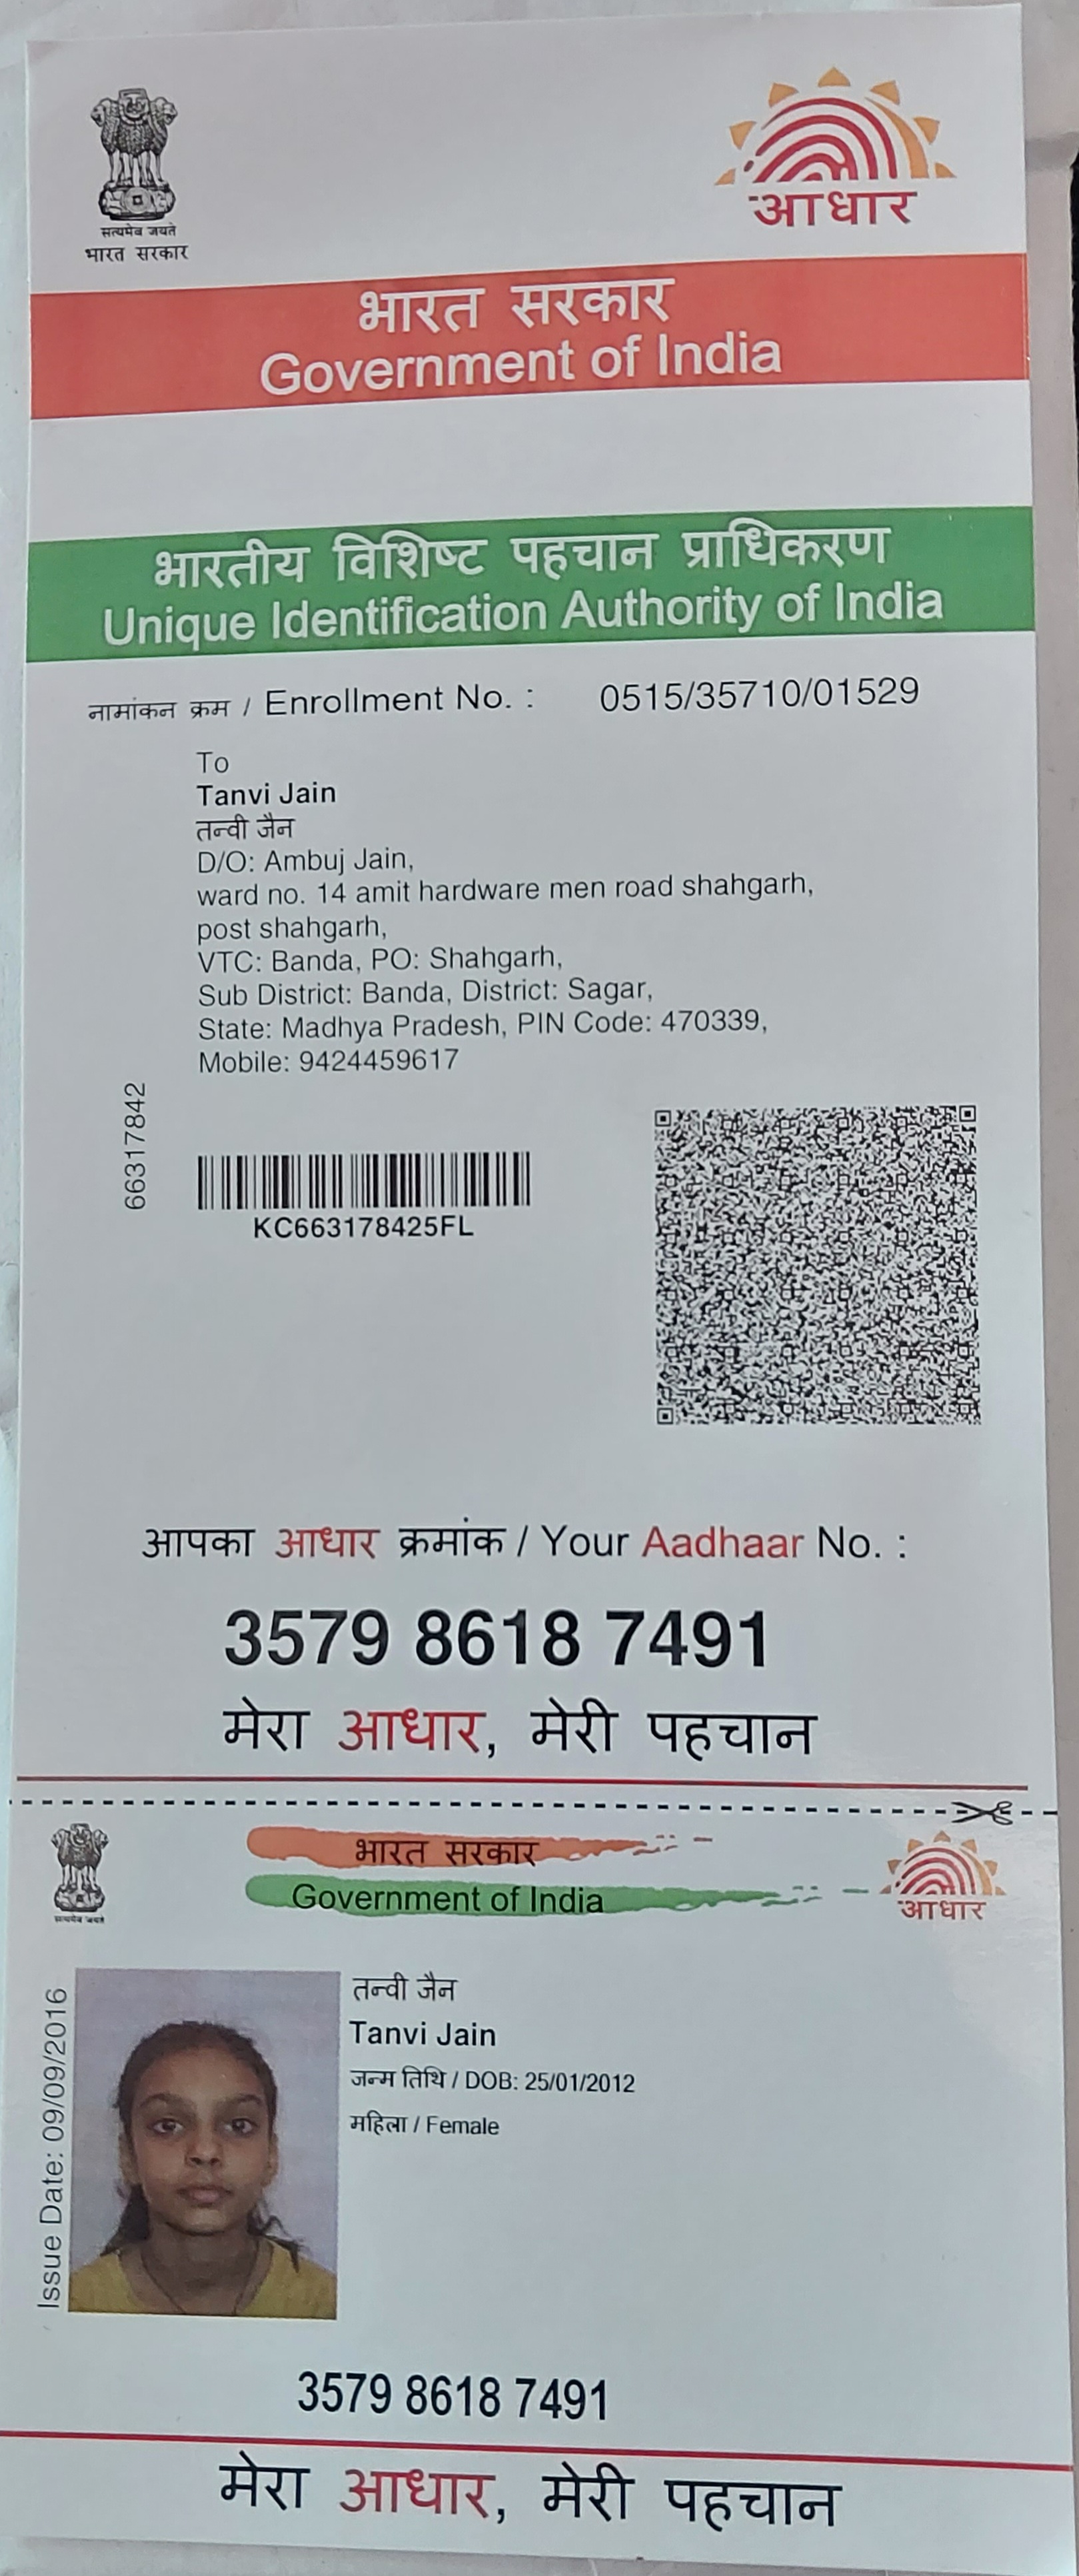 सत्यमेव जयते
भारत सरकार
आधार
भारत सरकार
Government of India
भारतीय विशिष्ट पहचान प्राधिकरण
Unique Identification Authority of India
नामांकन क्रम / Enrollment No. : 0515/35710/01529
To
Tanvi Jain
तन्वी जैन
D/O: Ambuj Jain,
ward no. 14 amit hardware men road shahgarh,
post shahgarh,
VTC: Banda, PO: Shahgarh,
Sub District: Banda, District: Sagar,
State: Madhya Pradesh, PIN Code: 470339,
Mobile: 9424459617
66317842
KC663178425FL
आपका आधार क्रमांक / Your Aadhaar No. :
3579 8618 7491
मेरा आधार, मेरी पहचान
सत्यमेव जयते
भारत सरकार
Government of India
आधार
Issue Date: 09/09/2016
तन्वी जैन
Tanvi Jain
जन्म तिथि / DOB: 25/01/2012
महिला / Female
3579 8618 7491
मेरा आधार, मेरी पहचान